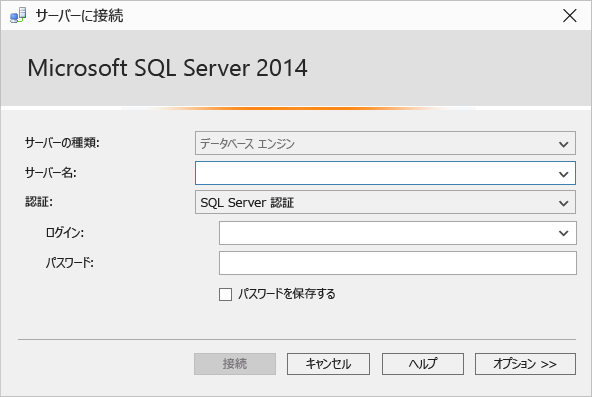 サーバーに接続
Microsoft SQL Server 2014
サーバーの種類:
データベース エンジン
サーバー名:
認証:
SQL Server 認証
ログイン:
パスワード:
パスワードを保存する
接続
キャンセル
ヘルプ
オプション >>